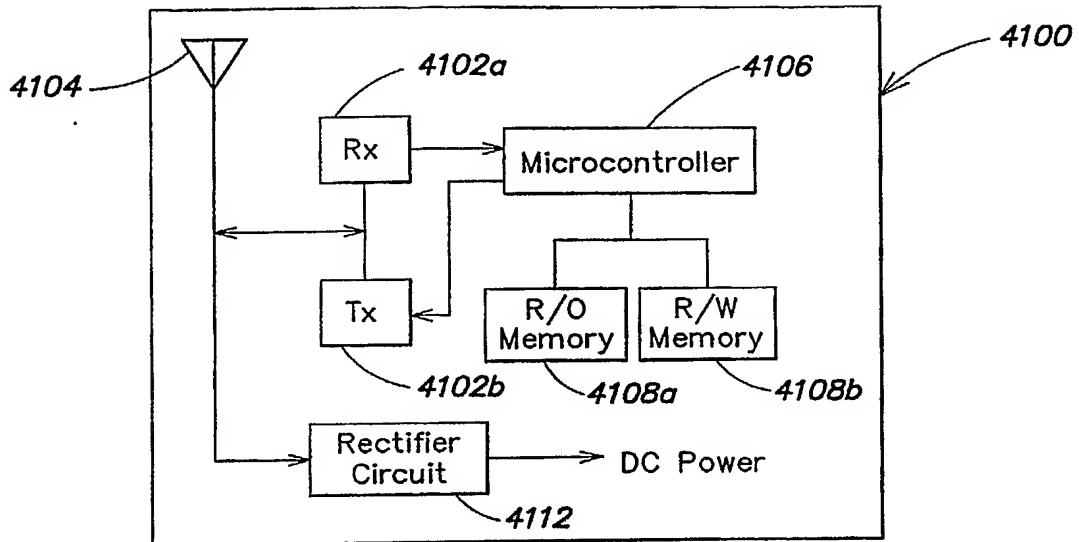 4100
4104
4102a
4106
Rx
Microcontroller
Tx
R/O
Memory
R/W
Memory
4102b
4108a
4108b
Rectifier
Circuit
DC Power
4112